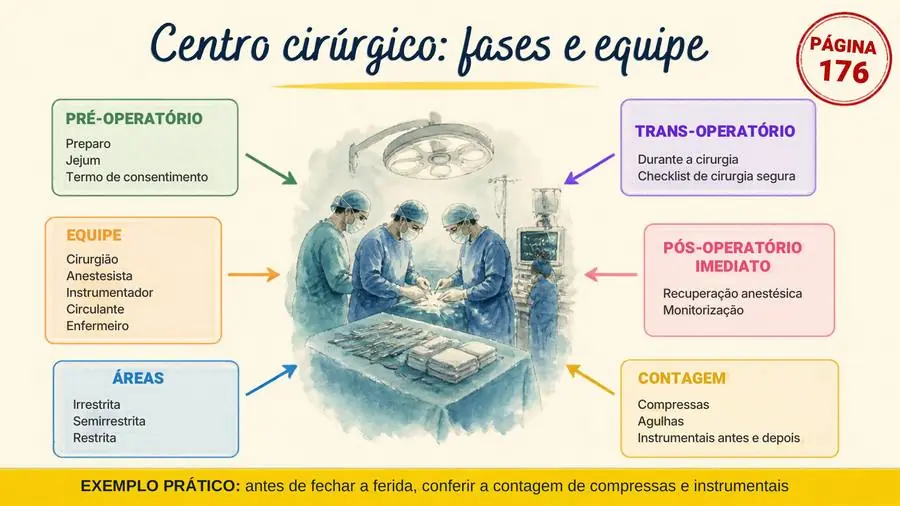 Centro cirúrgico: fases e equipe
PÁGINA
176
PRÉ-OPERATÓRIO
Preparo
Jejum
Termo de consentimento
TRANS-OPERATÓRIO
Durante a cirurgia
Checklist de cirurgia segura
EQUIPE
Cirurgião
Anestesista
Instrumentador
Circulante
Enfermeiro
PÓS-OPERATÓRIO
IMEDIATO
Recuperação anestésica
Monitorização
ÁREAS
Irrestrita
Semirrestrita
Restrita
CONTAGEM
Compressas
Agulhas
Instrumentais antes e depois
EXEMPLO PRÁTICO: antes de fechar a ferida, conferir a contagem de compressas e instrumentais